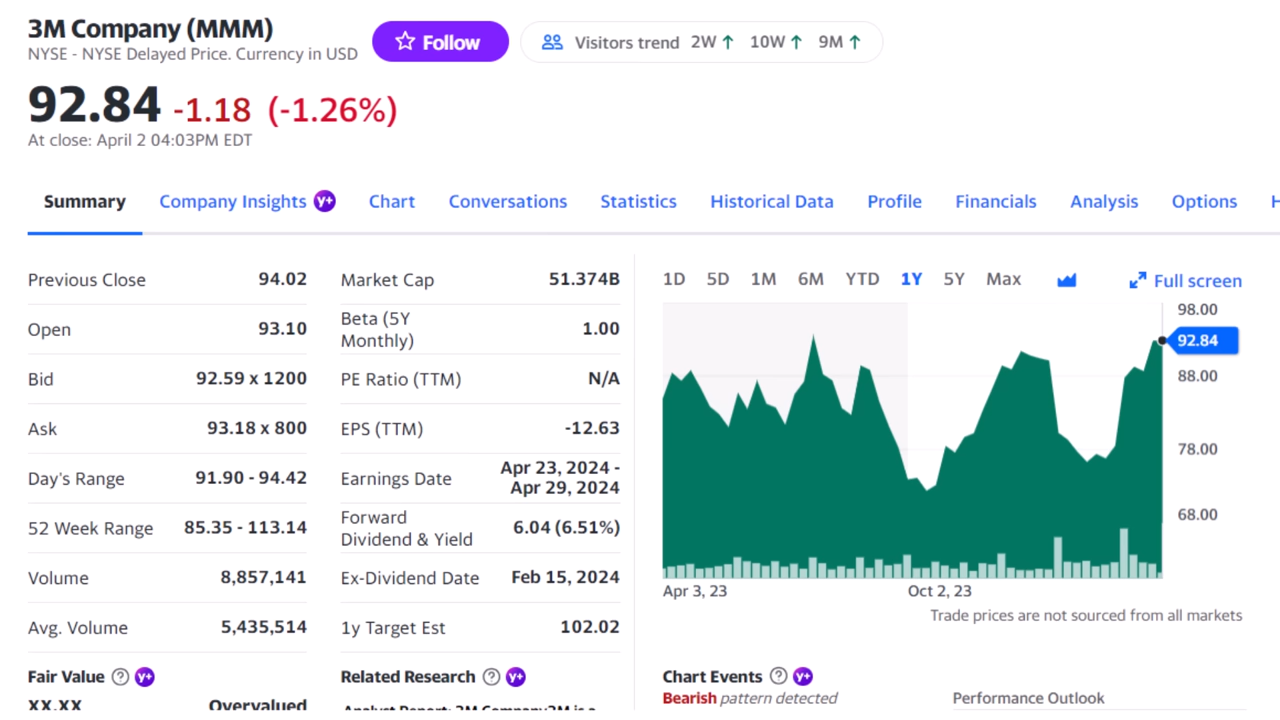 3M Company (MMM)
NYSE - NYSE Delayed Price. Currency in USD
Follow
Visitors trend 2W ↑ 10W ↑ 9M ↑
92.84 -1.18 (-1.26%)
At close: April 2 04:03PM EDT
Summary Company Insights y+ Chart Conversations Statistics Historical Data Profile Financials Analysis Options H
Previous Close 94.02
Open 93.10
Bid 92.59 x 1200
Ask 93.18 x 800
Day's Range 91.90 - 94.42
52 Week Range 85.35 - 113.14
Volume 8,857,141
Avg. Volume 5,435,514
Market Cap 51.374B
Beta (5Y
Monthly) 1.00
PE Ratio (TTM) N/A
EPS (TTM) -12.63
Earnings Date Apr 23, 2024 -
Apr 29, 2024
Forward
Dividend & Yield 6.04 (6.51%)
Ex-Dividend Date Feb 15, 2024
1y Target Est 102.02
1D 5D 1M 6M YTD 1Y 5Y Max Full screen
98.00
92.84
88.00
78.00
68.00
Apr 3, 23 Oct 2, 23
Trade prices are not sourced from all markets
Fair Value ? y+
XX.XX Overvalued
Related Research ? y+
Analyst Report: 3M Company3M is a
Chart Events ? y+
Bearish pattern detected
Performance Outlook